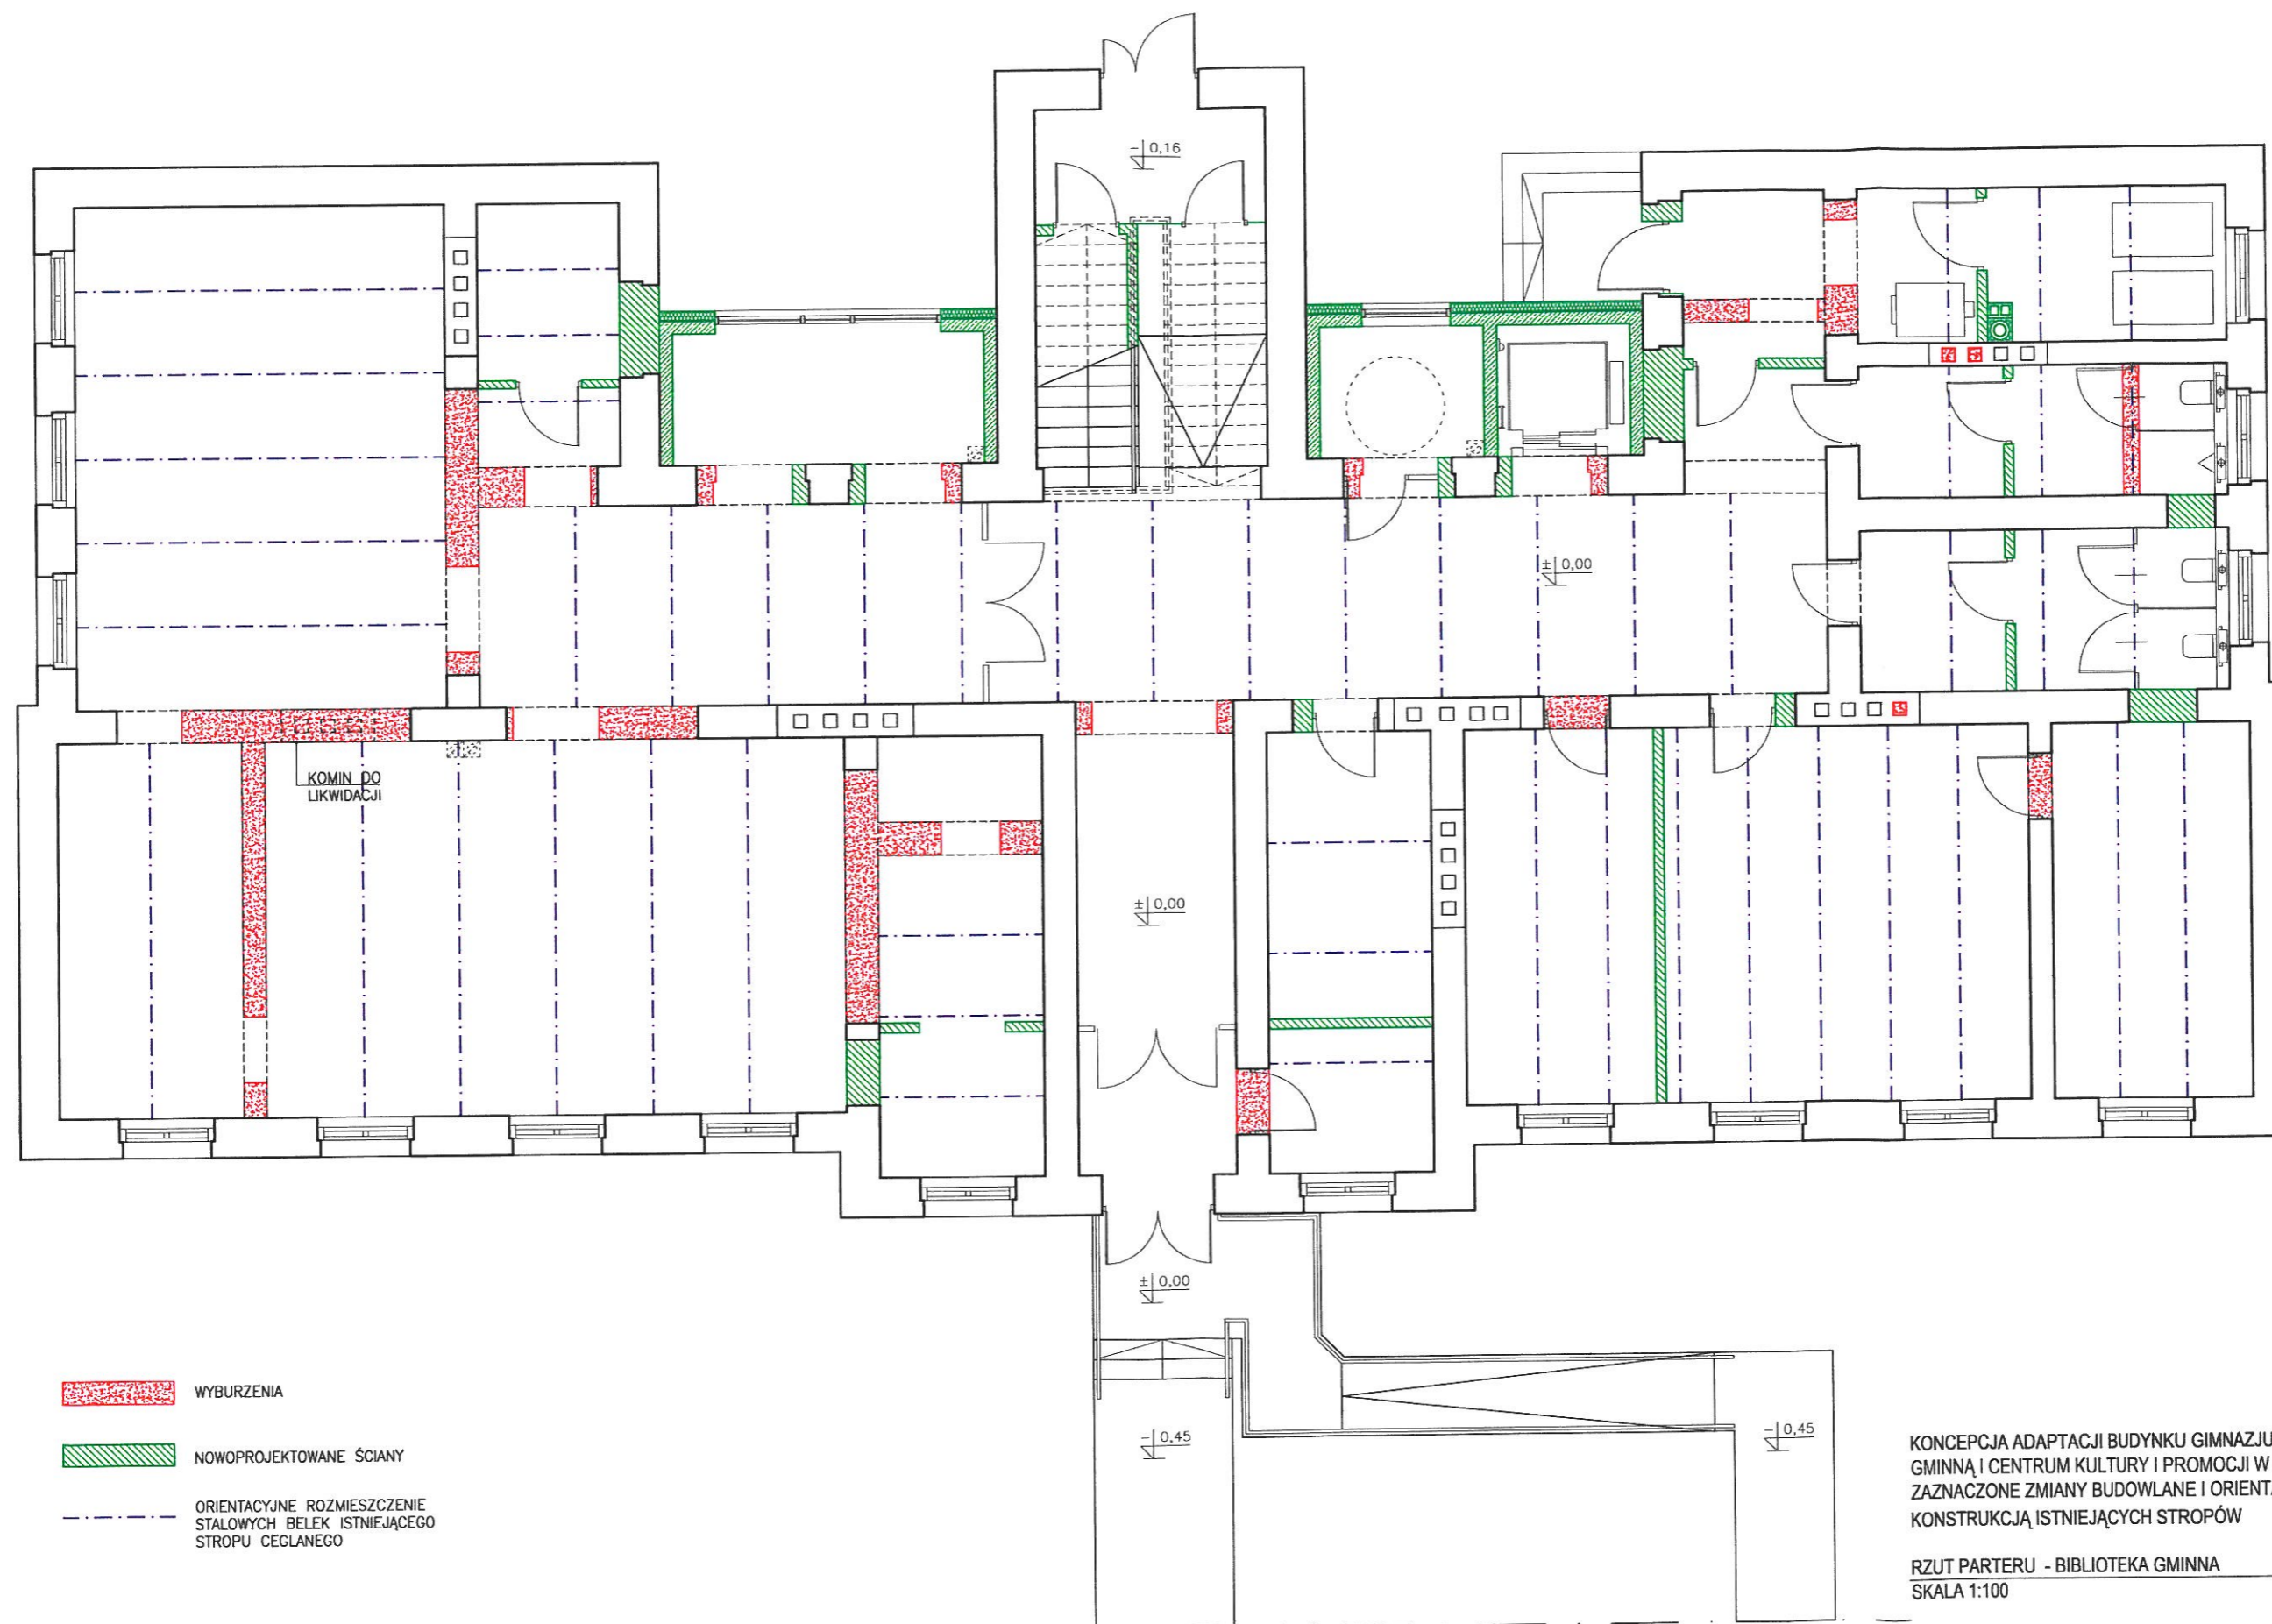 -0,16
±0,00
KOMIN DO
LIKWIDACJI
±0,00
±0,00
-0,45
-0,45
WYBURZENIA
NOWOPROJEKTOWANE ŚCIANY
ORIENTACYJNE ROZMIESZCZENIE
STALOWYCH BELEK ISTNIEJĄCEGO
STROPU CEGLANEGO
KONCEPCJA ADAPTACJI BUDYNKU GIMNAZJU
GMINNĄ I CENTRUM KULTURY I PROMOCJI W
ZAZNACZONE ZMIANY BUDOWLANE I ORIENT
KONSTRUKCJĄ ISTNIEJĄCYCH STROPÓW
RZUT PARTERU - BIBLIOTEKA GMINNA
SKALA 1:100